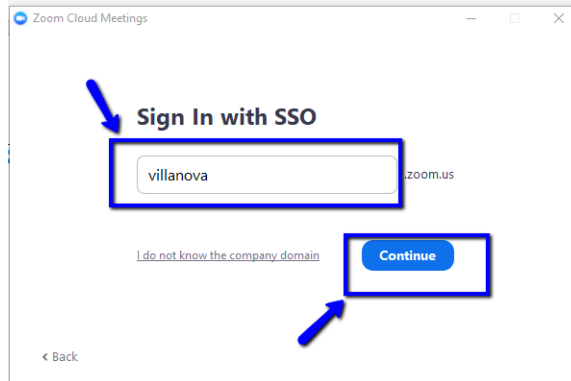 Zoom Cloud Meetings
Sign In with SSO
villanova .zoom.us
I do not know the company domain Continue
Back